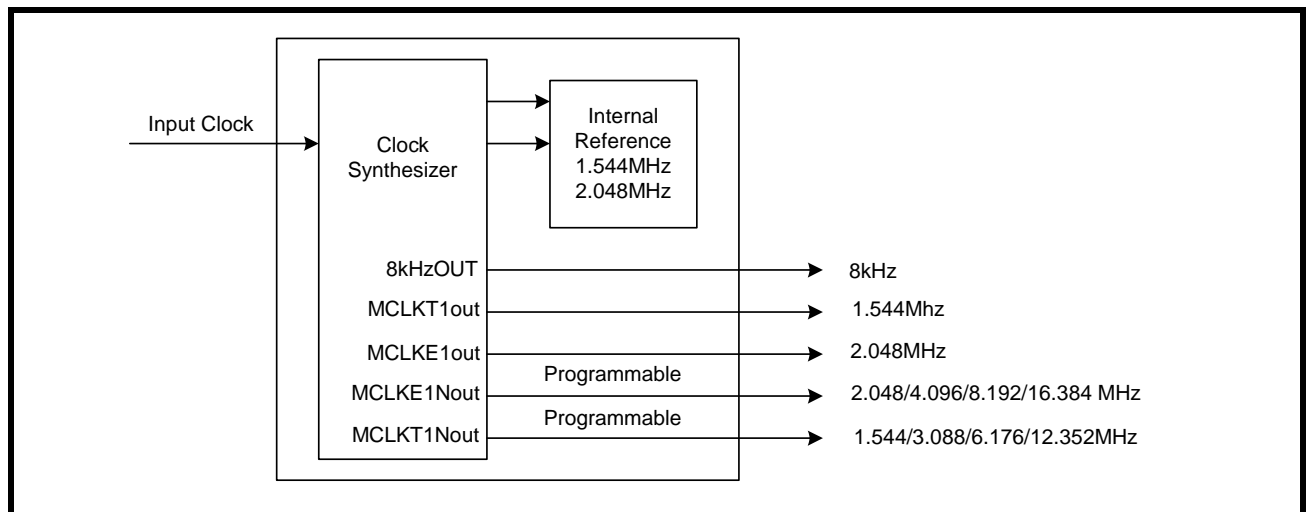 Input Clock
Clock
Synthesizer
Internal
Reference
1.544MHz
2.048MHz
8kHzOUT
8kHz
MCLKT1out
1.544Mhz
MCLKE1out
2.048MHz
MCLKE1Nout
Programmable
2.048/4.096/8.192/16.384 MHz
MCLKT1Nout
Programmable
1.544/3.088/6.176/12.352MHz